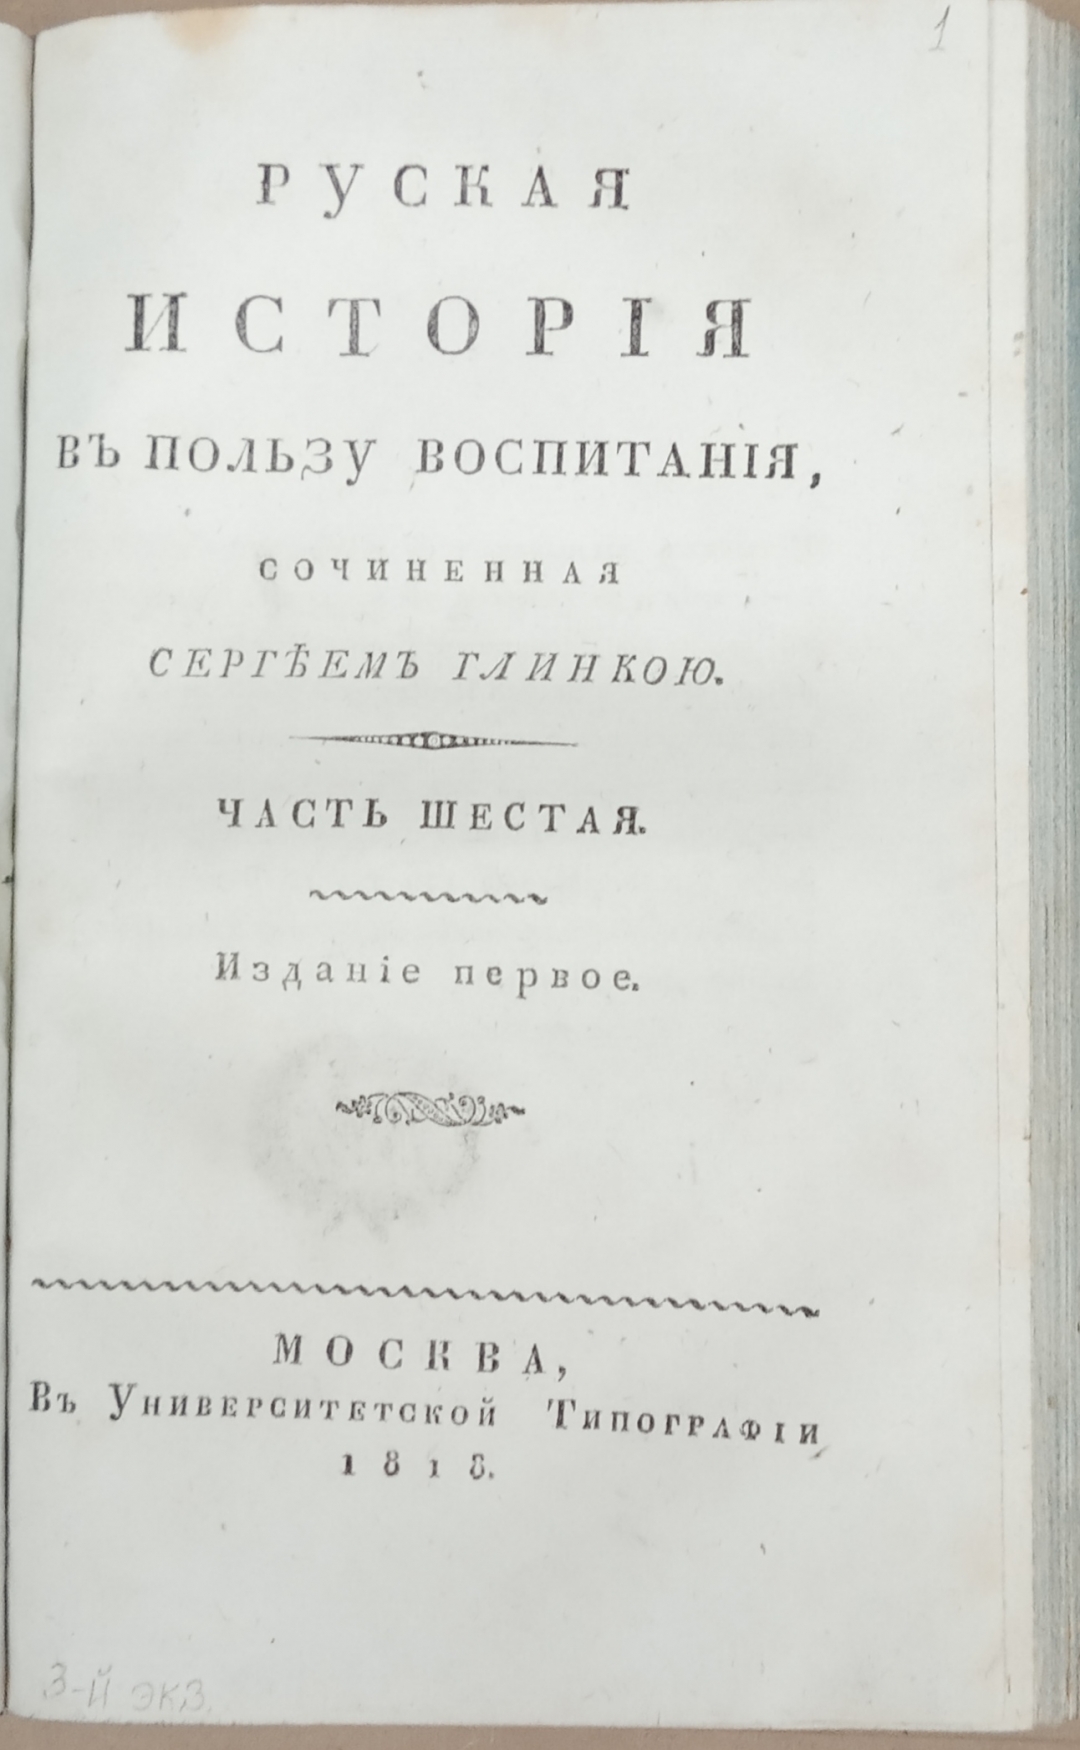 1
РУСКАЯ
ИСТОРІЯ
ВЪ ПОЛЬЗУ ВОСПИТАНІЯ,
СОЧИНЕННАЯ
СЕРГѢЕМЪ ГЛИНКОЮ.
ЧАСТЬ ШЕСТАЯ.
Изданіе первое.
МОСКВА,
Въ Университетской Типографіи
1818.
3-й экз.